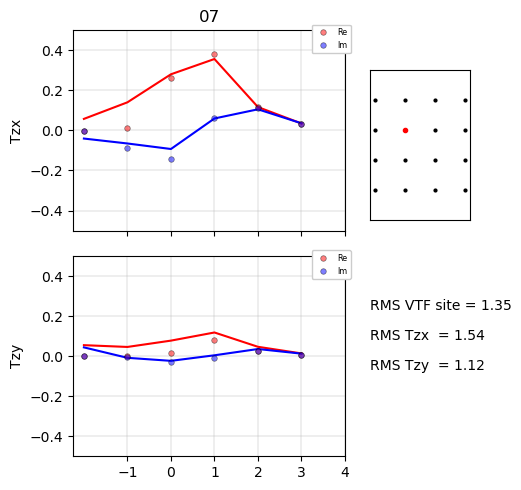 07
Tzx
0.4
0.2
0.0
−0.2
−0.4
Re
Im
Tzy
0.4
0.2
0.0
−0.2
−0.4
Re
Im
−1 0 1 2 3 4
RMS VTF site = 1.35
RMS Tzx = 1.54
RMS Tzy = 1.12